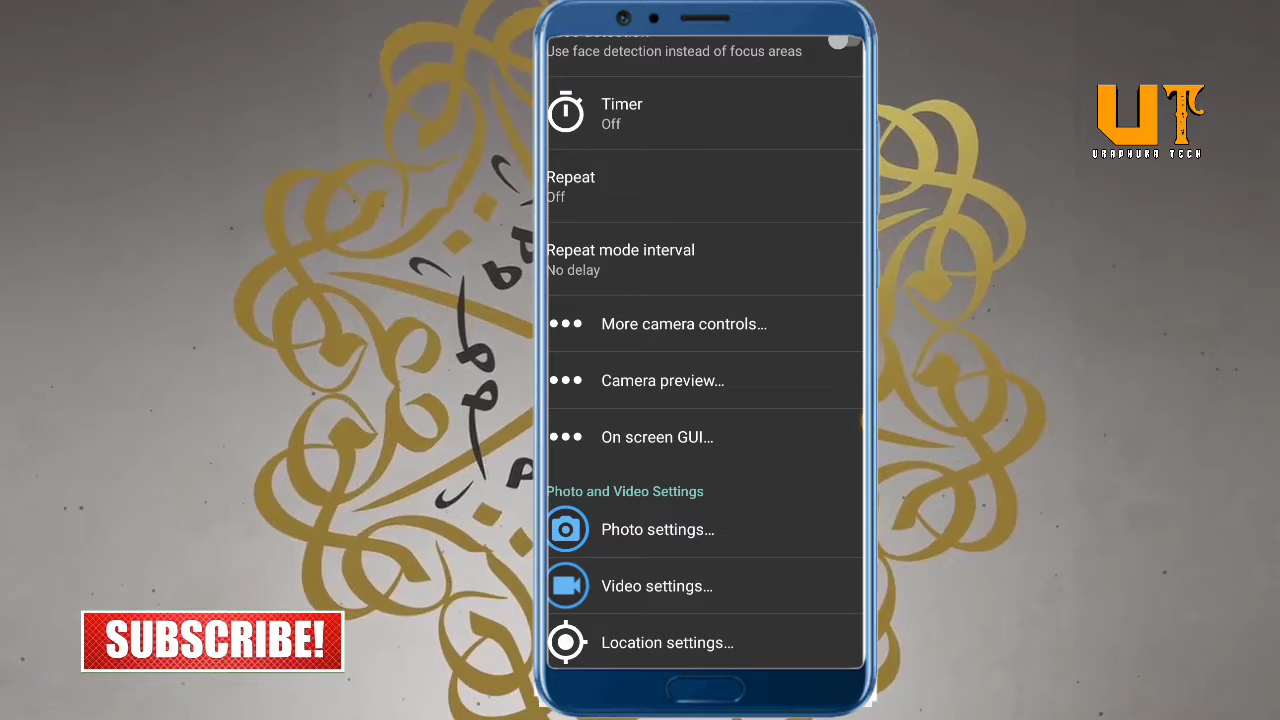 Use face detection instead of focus areas
Timer
Off
Repeat
Off
Repeat mode interval
No delay
More camera controls...
Camera preview...
On screen GUI...
Photo and Video Settings
Photo settings...
Video settings...
Location settings...
UT
URAPHURA TECH
SUBSCRIBE!